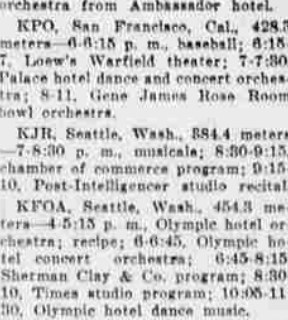 orchestra from Ambassador hotel.
KPO, San Francisco, Cal., 428.3
meters—6-6:15 p. m., baseball; 6:15-
7, Loew's Warfield theater; 7-7:30
Palace hotel dance and concert orches-
tra; 8-11, Gene James Rose Room
bowl orchestra.
KJR, Seattle, Wash., 384.4 meters
—7-8:30 p. m., musicale; 8:30-9:15,
chamber of commerce program; 9:15-
10, Post-Intelligencer studio recital.
KFOA, Seattle, Wash., 454.3 me-
ters—4-5:15 p. m., Olympic hotel or-
chestra; recipe; 6-6:45, Olympic ho-
tel concert orchestra; 6:45-8:15
Sherman Clay & Co. program; 8:30
10, Times studio program; 10:05-11
30, Olympic hotel dance music.